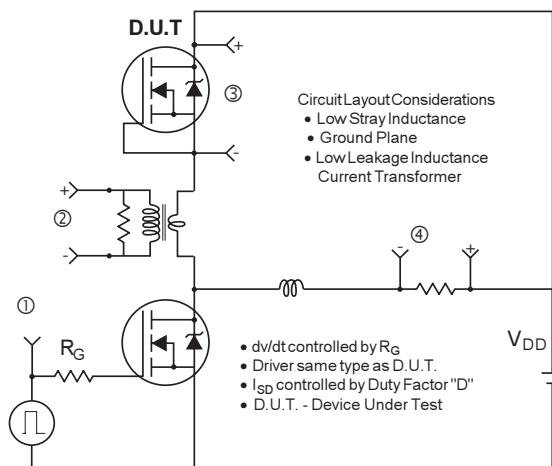 D.U.T
+
③
-
Circuit Layout Considerations
• Low Stray Inductance
• Ground Plane
• Low Leakage Inductance
Current Transformer
+
②
-
- ④ +
①
RG
VDD
• dv/dt controlled by RG
• Driver same type as D.U.T.
• ISD controlled by Duty Factor "D"
• D.U.T. - Device Under Test